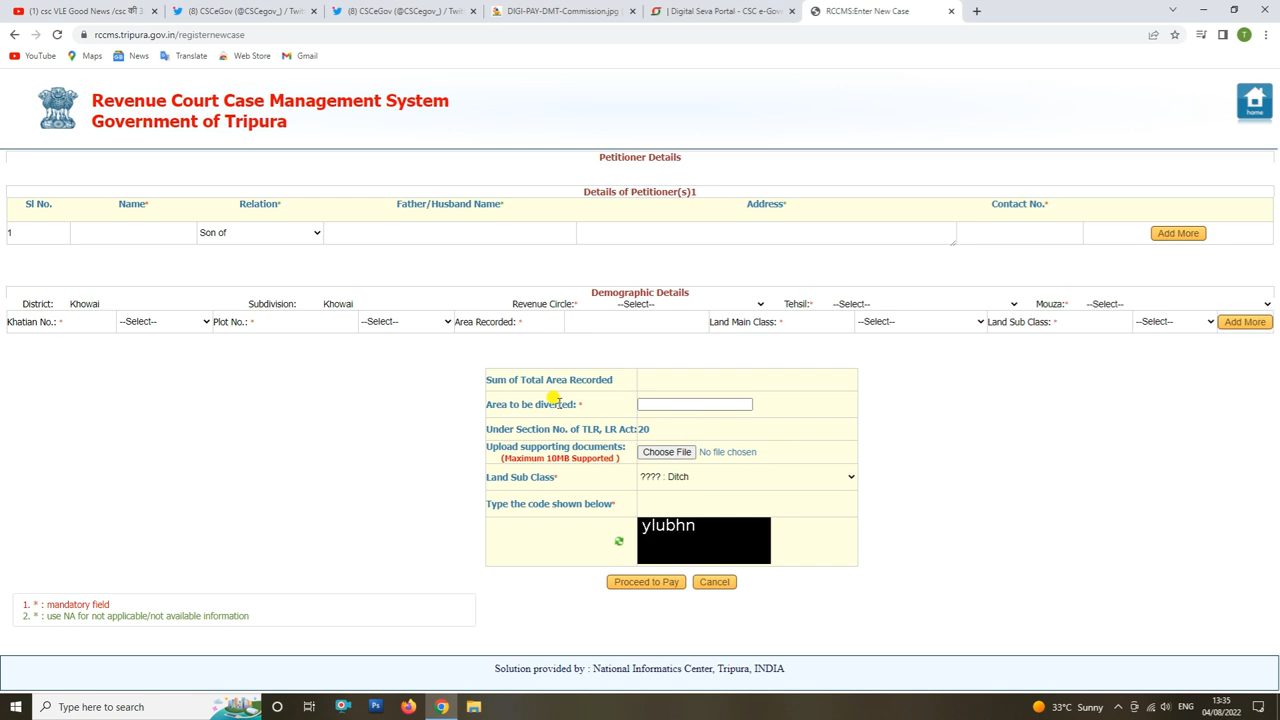 (1) csc VLE Good News /csc की 3
(8) CSCeGov (@CSCegov_) / Twitt
(8) CSCeGov (@CSCegov_) / Twitt
DIGI-PAY-DMT-Commission.jpg (
| Digital Seva Portal - CSC e-Gove
RCCMS:Enter New Case
rccms.tripura.gov.in/registernewcase
T
YouTube Maps News Translate Web Store Gmail
Revenue Court Case Management System
Government of Tripura
home
Petitioner Details
Details of Petitioner(s)1
Sl No. Name* Relation* Father/Husband Name* Address* Contact No.*
1 Son of Add More
Demographic Details
District: Khowai Subdivision: Khowai Revenue Circle:* --Select-- Tehsil:* --Select-- Mouza:* --Select--
Khatian No.: * --Select-- Plot No.: * --Select-- Area Recorded: * Land Main Class: * --Select-- Land Sub Class: * --Select-- Add More
Sum of Total Area Recorded
Area to be diverted: *
Under Section No. of TLR, LR Act:20
Upload supporting documents: Choose File No file chosen
(Maximum 10MB Supported )
Land Sub Class* ???? : Ditch
Type the code shown below*
ylubhn
Proceed to Pay Cancel
1. * : mandatory field
2. * : use NA for not applicable/not available information
Solution provided by : National Informatics Center, Tripura, INDIA
Type here to search
Ps
33°C Sunny
13:35
04/08/2022